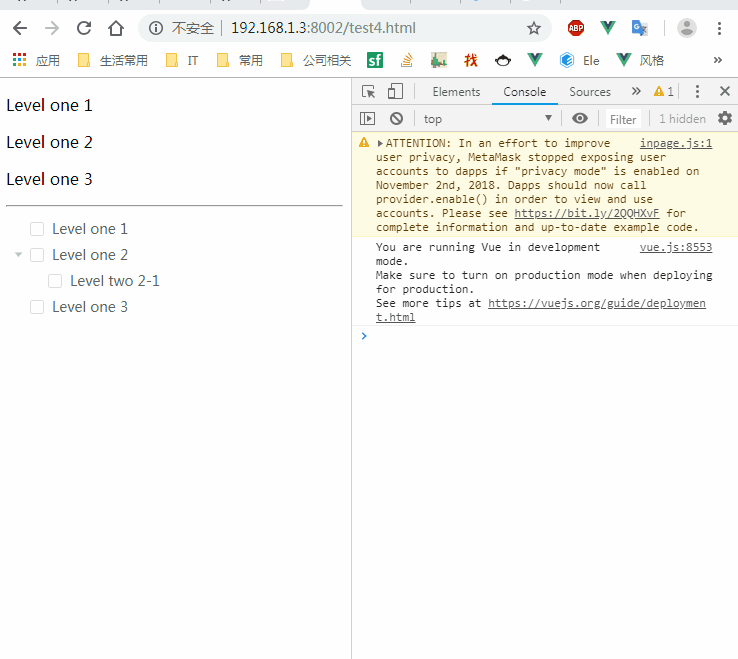 不安全 192.168.1.3:8002/test4.html
ABP
应用 生活常用 IT 常用 公司相关 sf 找 Ele 风格 »
Level one 1
Level one 2
Level one 3
Level one 1
Level one 2
Level two 2-1
Level one 3
Elements Console Sources » 1
top Filter 1 hidden
ATTENTION: In an effort to improve inpage.js:1
user privacy, MetaMask stopped exposing user
accounts to dapps if "privacy mode" is enabled on
November 2nd, 2018. Dapps should now call
provider.enable() in order to view and use
accounts. Please see https://bit.ly/2QQHXvF for
complete information and up-to-date example code.
You are running Vue in development vue.js:8553
mode.
Make sure to turn on production mode when deploying
for production.
See more tips at https://vuejs.org/guide/deploymen
t.html